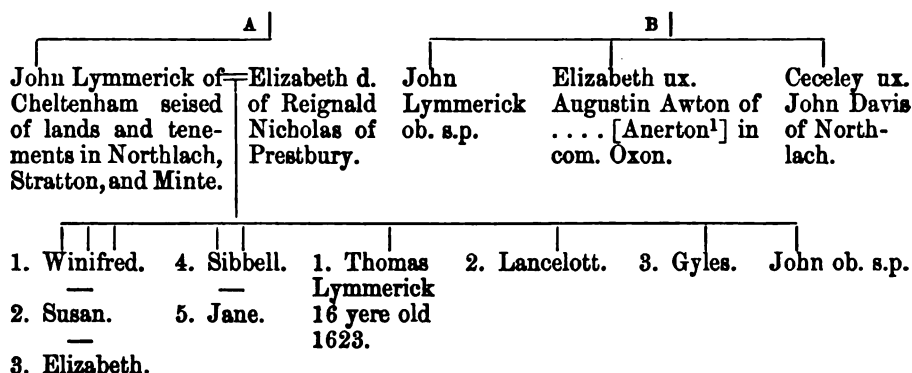 A
B
John Lymmerick of
Cheltenham seised
of lands and tene-
ments in Northlach,
Stratton, and Minte.
Elizabeth d.
of Reignald
Nicholas of
Prestbury.
John
Lymmerick
ob. s.p.
Elizabeth ux.
Augustin Awton of
.... [Anerton¹] in
com. Oxon.
Ceceley ux.
John Davis
of North-
lach.
1. Winifred.
2. Susan.
3. Elizabeth.
4. Sibbell.
5. Jane.
1. Thomas
Lymmerick
16 yere old
1623.
2. Lancelott.
3. Gyles.
John ob. s.p.